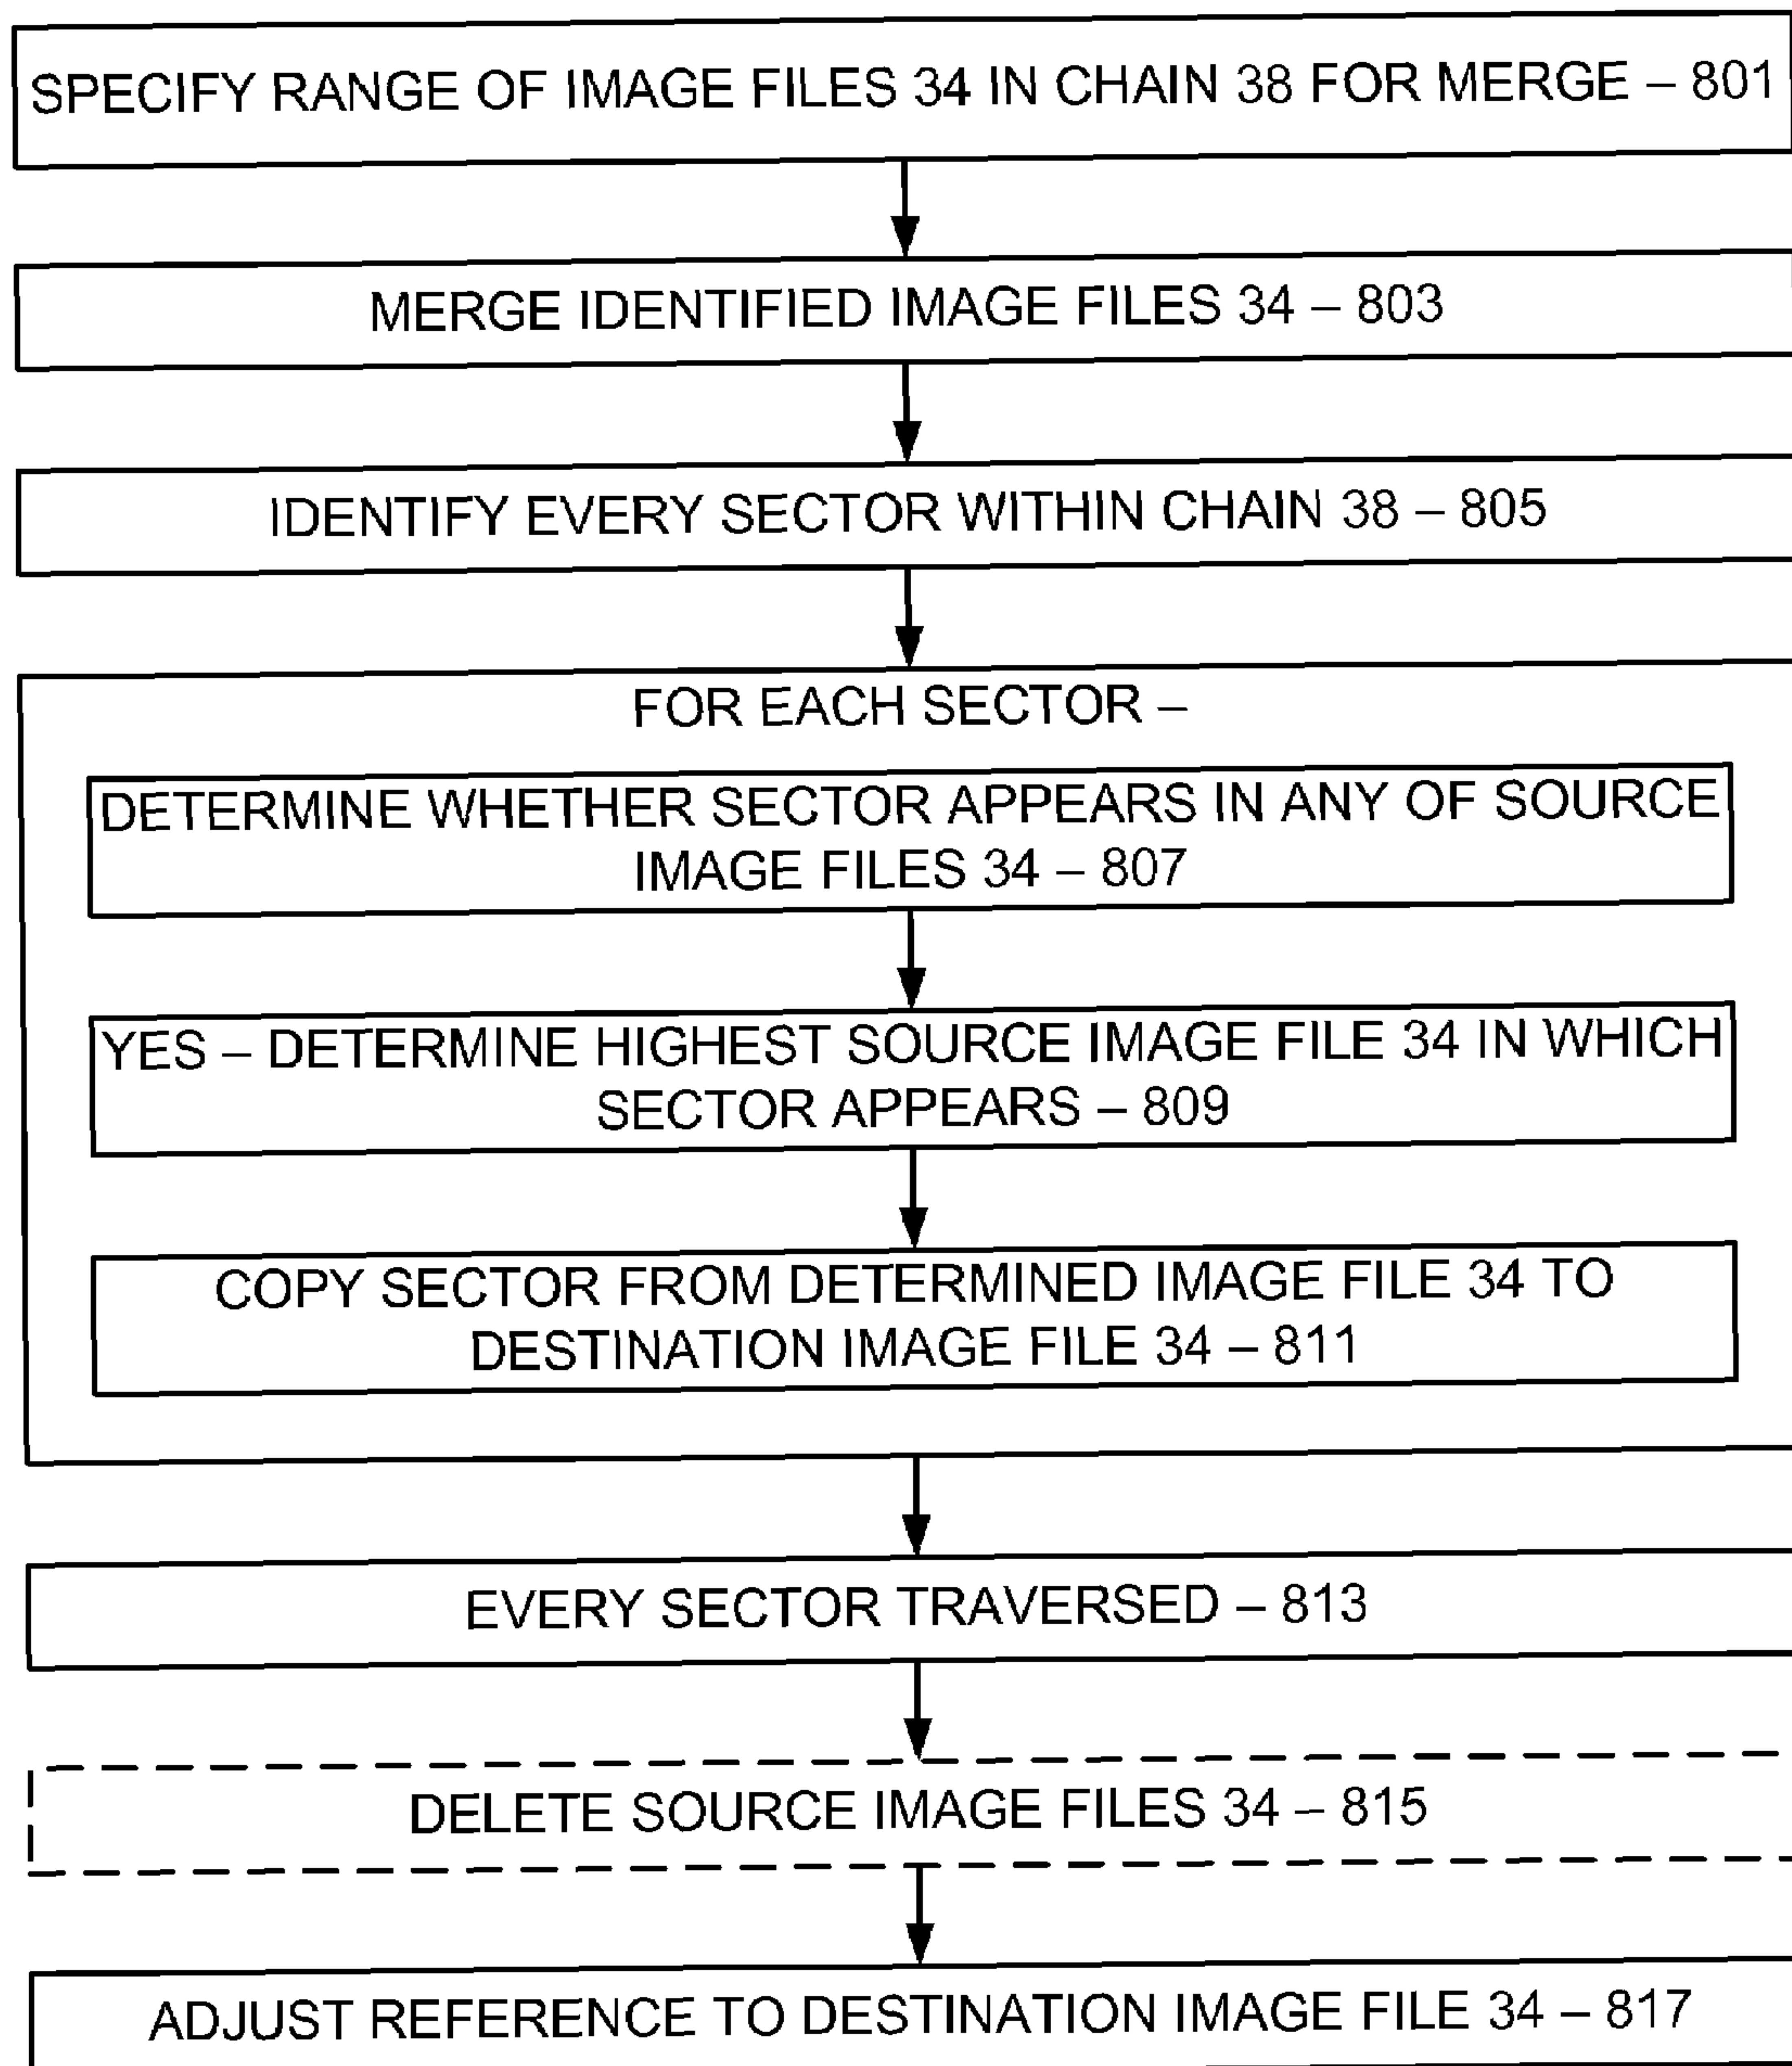 SPECIFY RANGE OF IMAGE FILES 34 IN CHAIN 38 FOR MERGE – 801
MERGE IDENTIFIED IMAGE FILES 34 – 803
IDENTIFY EVERY SECTOR WITHIN CHAIN 38 – 805
FOR EACH SECTOR –
DETERMINE WHETHER SECTOR APPEARS IN ANY OF SOURCE
IMAGE FILES 34 – 807
YES – DETERMINE HIGHEST SOURCE IMAGE FILE 34 IN WHICH
SECTOR APPEARS – 809
COPY SECTOR FROM DETERMINED IMAGE FILE 34 TO
DESTINATION IMAGE FILE 34 – 811
EVERY SECTOR TRAVERSED – 813
DELETE SOURCE IMAGE FILES 34 – 815
ADJUST REFERENCE TO DESTINATION IMAGE FILE 34 – 817